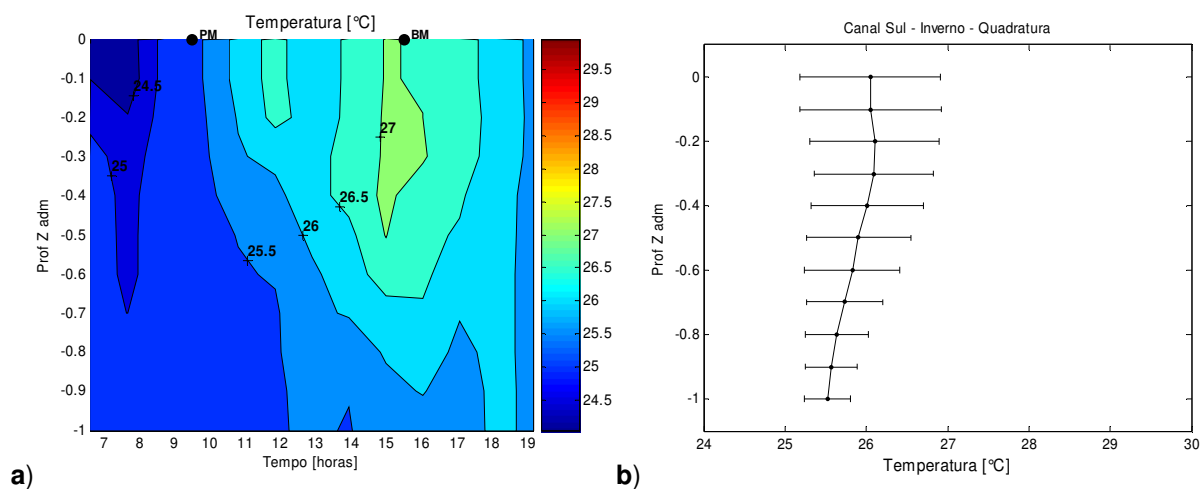 Temperatura [°C]
PM
BM
0
-0.1
-0.2
-0.3
-0.4
-0.5
-0.6
-0.7
-0.8
-0.9
-1
Prof Z adm
24.5
25
25.5
26
26.5
27
7 8 9 10 11 12 13 14 15 16 17 18 19
Tempo [horas]
29.5
29
28.5
28
27.5
27
26.5
26
25.5
25
24.5
a)
Canal Sul - Inverno - Quadratura
0
-0.2
-0.4
-0.6
-0.8
-1
Prof Z adm
24 25 26 27 28 29 30
Temperatura [°C]
b)